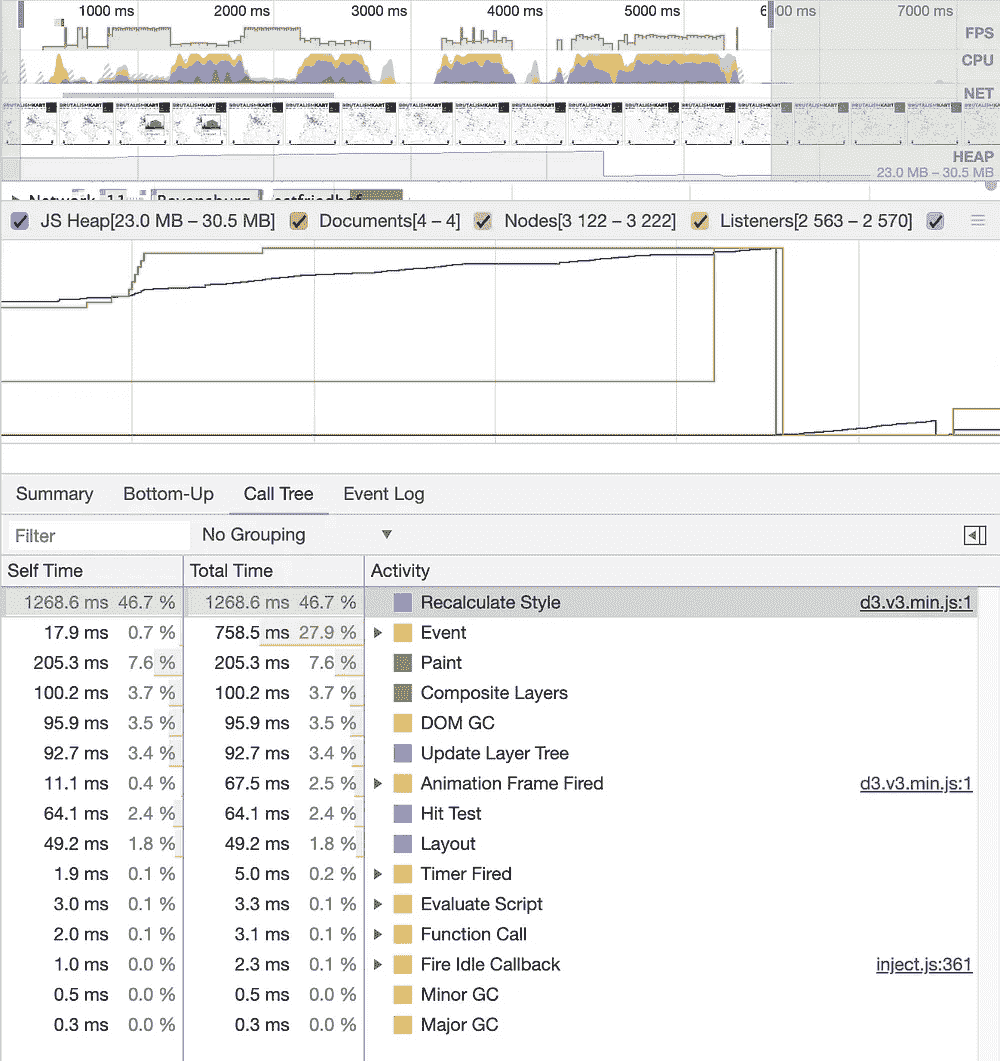 1000 ms 2000 ms 3000 ms 4000 ms 5000 ms 6000 ms 7000 ms
FPS
CPU
NET
HEAP
23.0 MB – 30.5 MB
Network
JS Heap[23.0 MB – 30.5 MB] Documents[4 – 4] Nodes[3 122 – 3 222] Listeners[2 563 – 2 570]
Summary Bottom-Up Call Tree Event Log
Filter No Grouping
Self Time Total Time Activity
1268.6 ms 46.7 % 1268.6 ms 46.7 % Recalculate Style d3.v3.min.js:1
17.9 ms 0.7 % 758.5 ms 27.9 % Event
205.3 ms 7.6 % 205.3 ms 7.6 % Paint
100.2 ms 3.7 % 100.2 ms 3.7 % Composite Layers
95.9 ms 3.5 % 95.9 ms 3.5 % DOM GC
92.7 ms 3.4 % 92.7 ms 3.4 % Update Layer Tree
11.1 ms 0.4 % 67.5 ms 2.5 % Animation Frame Fired d3.v3.min.js:1
64.1 ms 2.4 % 64.1 ms 2.4 % Hit Test
49.2 ms 1.8 % 49.2 ms 1.8 % Layout
1.9 ms 0.1 % 5.0 ms 0.2 % Timer Fired
3.0 ms 0.1 % 3.3 ms 0.1 % Evaluate Script
2.0 ms 0.1 % 3.1 ms 0.1 % Function Call
1.0 ms 0.0 % 2.3 ms 0.1 % Fire Idle Callback inject.js:361
0.5 ms 0.0 % 0.5 ms 0.0 % Minor GC
0.3 ms 0.0 % 0.3 ms 0.0 % Major GC